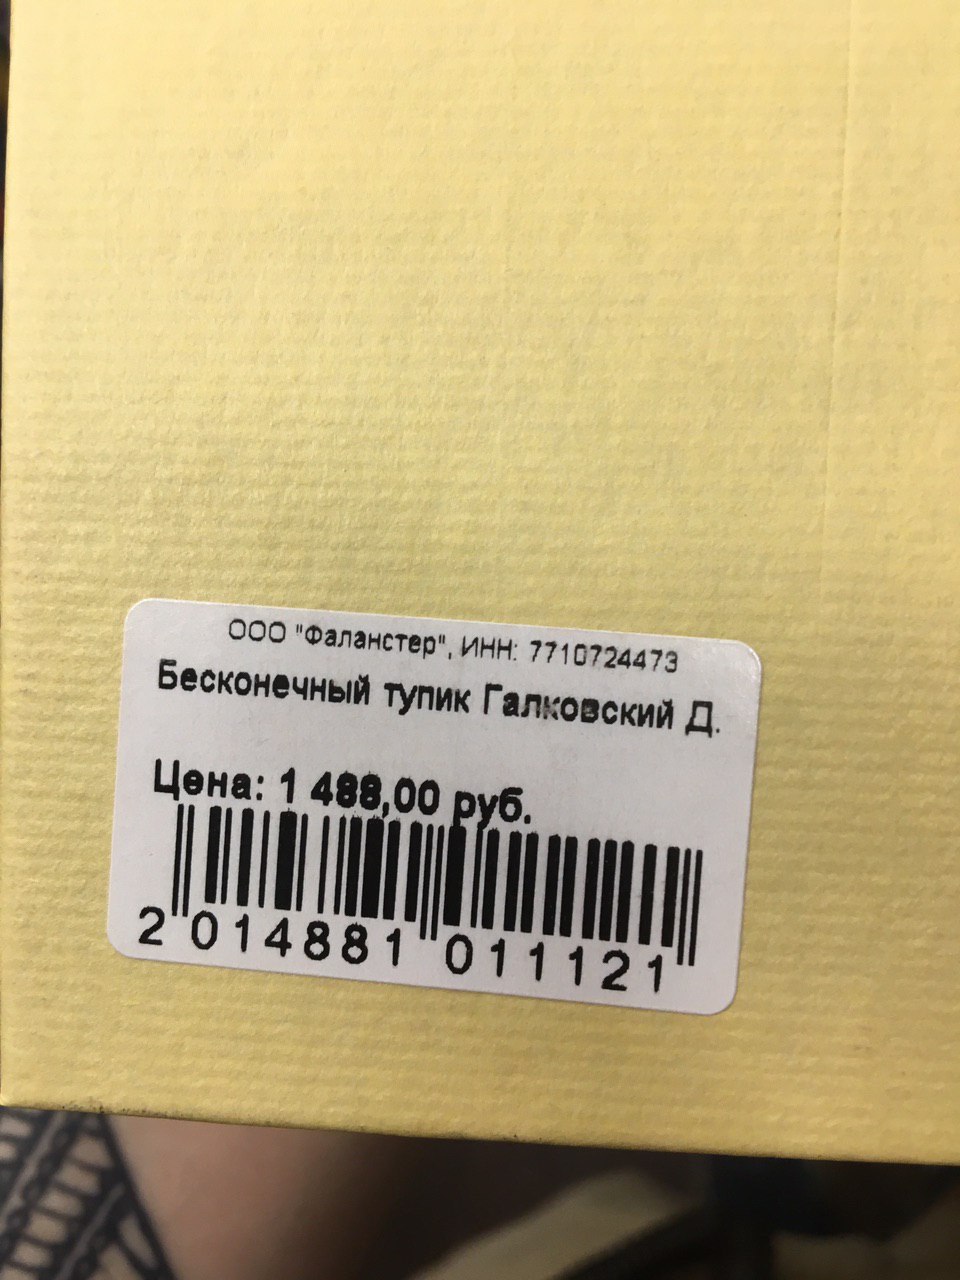 ООО "Фаланстер", ИНН: 7710724473
Бесконечный тупик Галковский Д.
Цена: 1 488,00 руб.
2 014881 011121